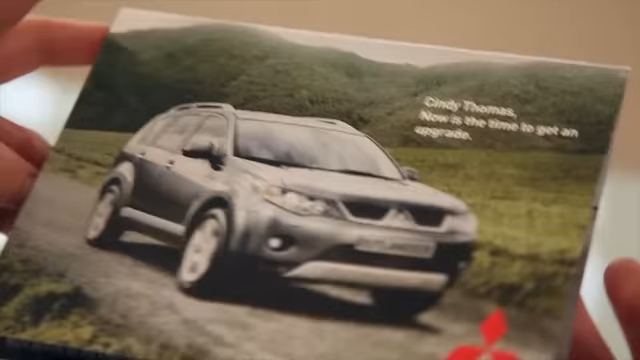 Cindy Thomas,
Now is the time to get an
upgrade.